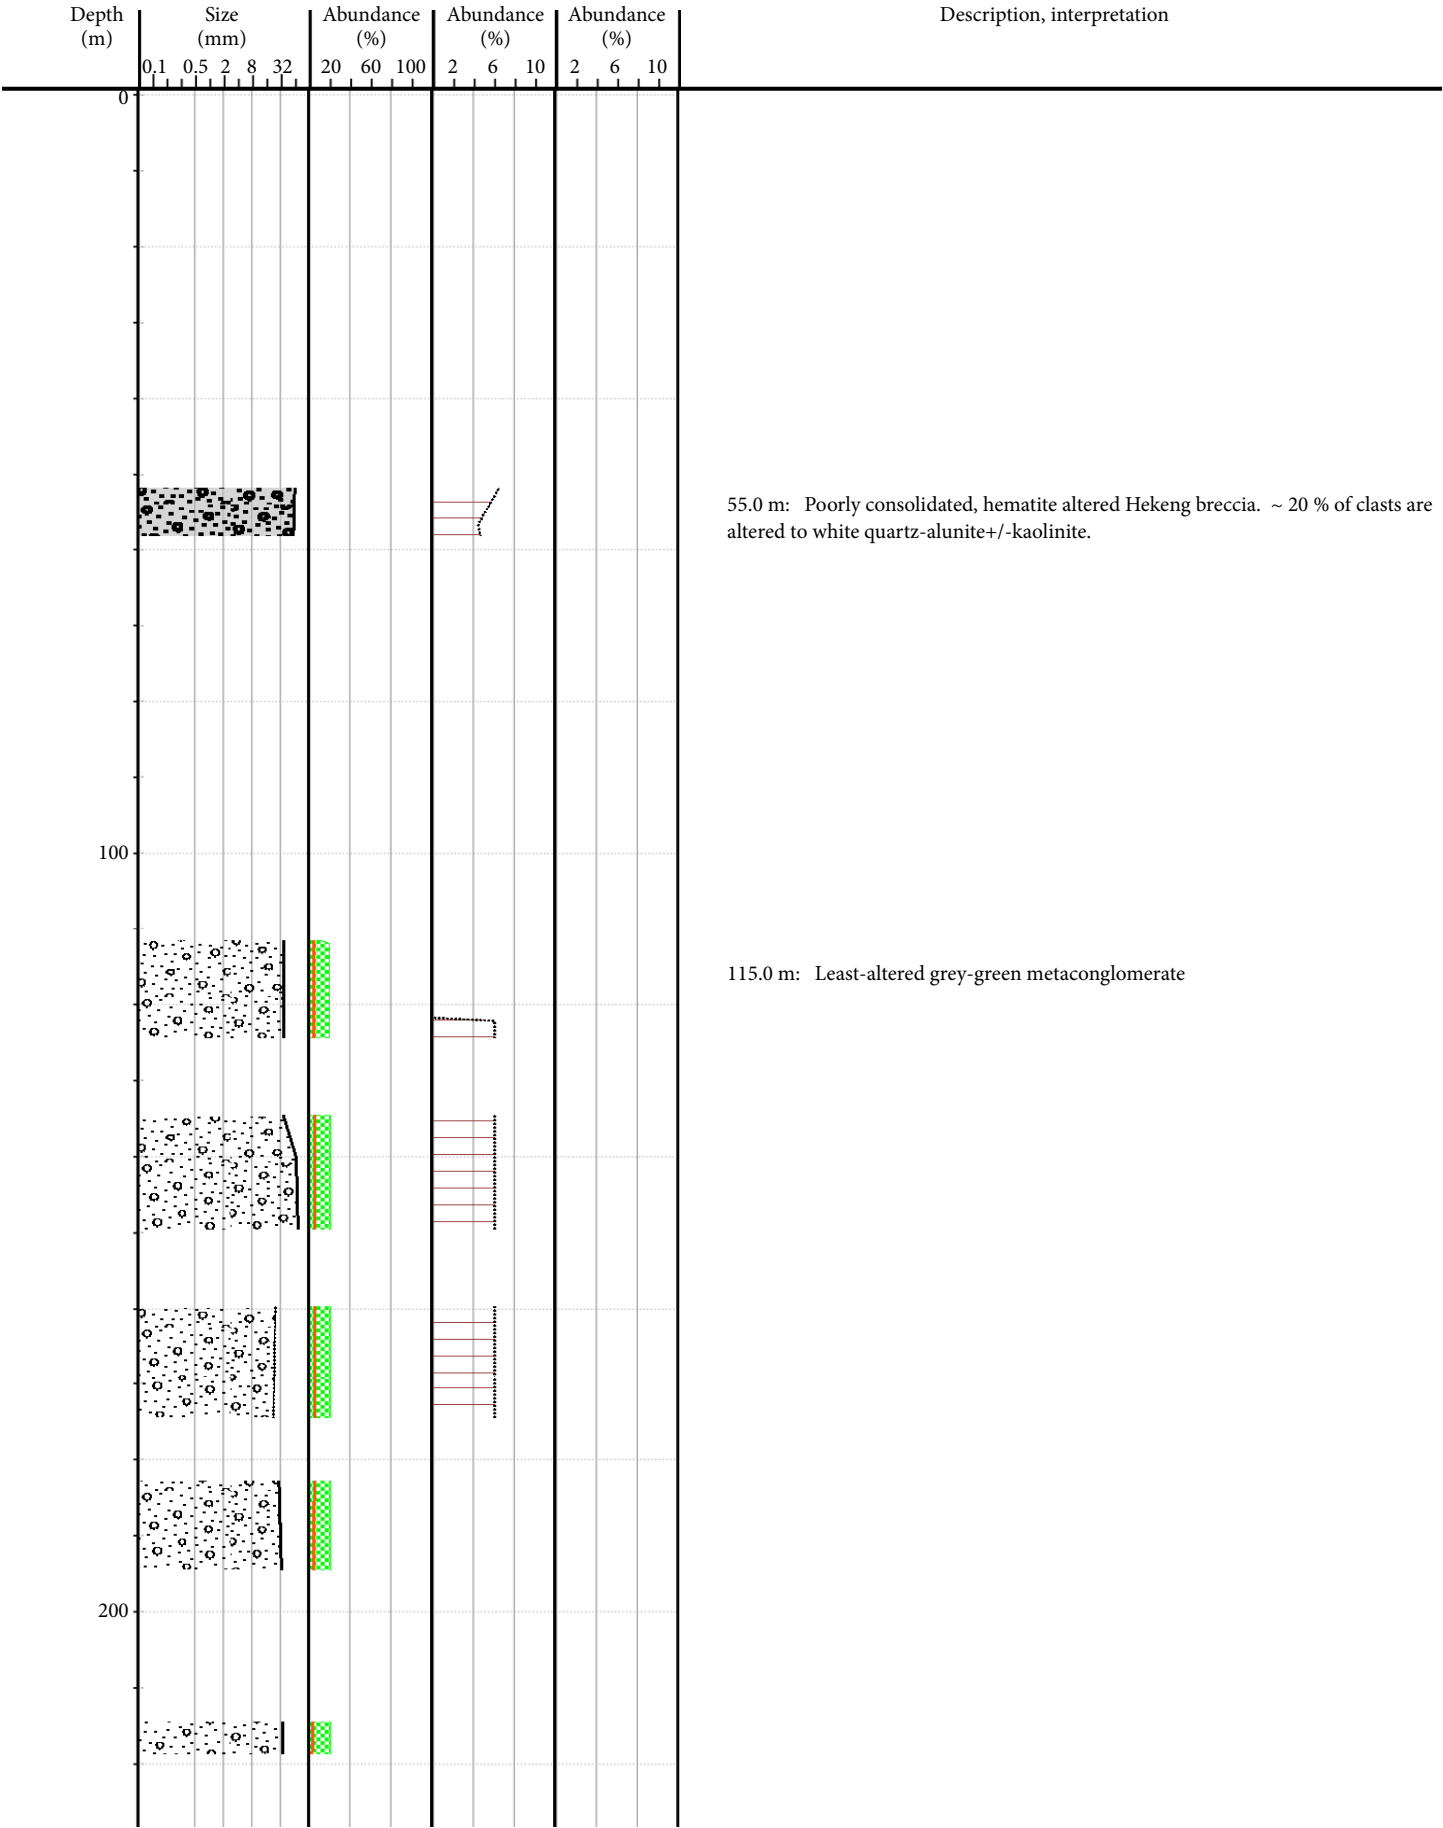 Depth Size Abundance Abundance Abundance Description, interpretation
(m) (mm) (%) (%) (%)
0.1 0.5 2 8 32 20 60 100 2 6 10 2 6 10
0
55.0 m: Poorly consolidated, hematite altered Hekeng breccia. ~ 20 % of clasts are
altered to white quartz-alunite+/-kaolinite.
100
115.0 m: Least-altered grey-green metaconglomerate
200